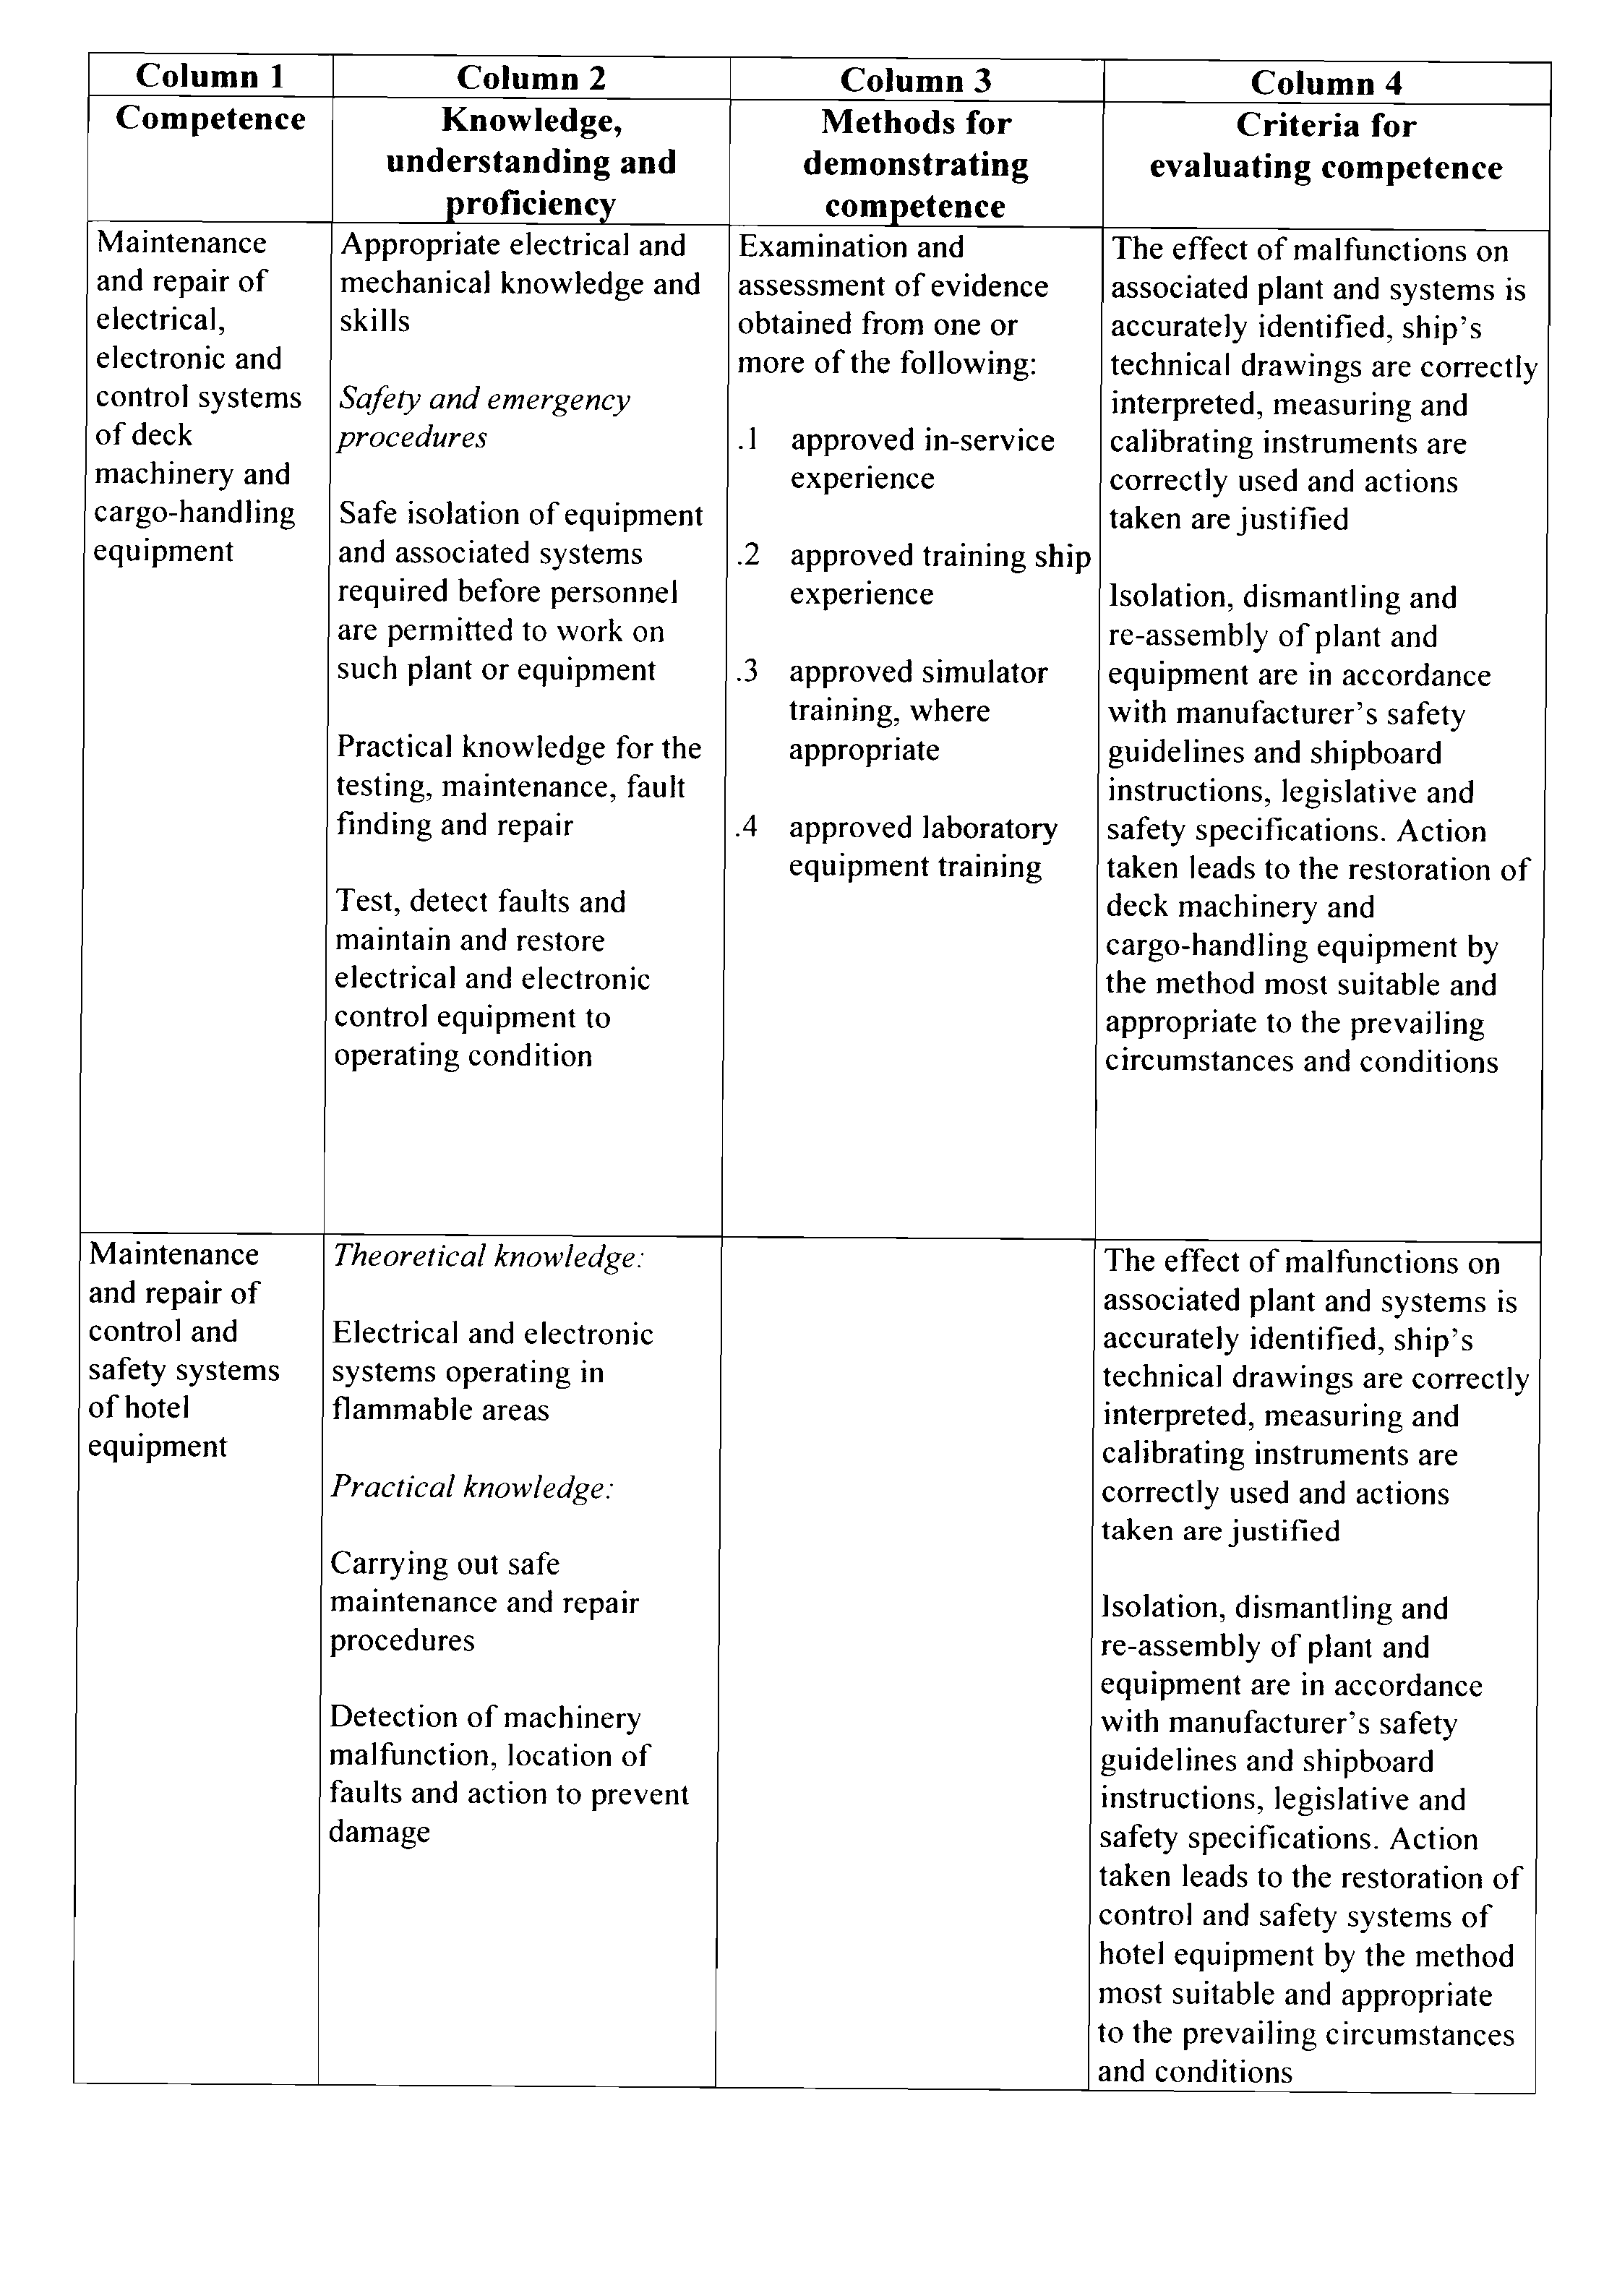 Column 1
Column 2
Column 3
Column 4
Competence
Knowledge,
understanding and
proficiency
Methods for
demonstrating
competence
Criteria for
evaluating competence
Maintenance
and repair of
electrical,
electronic and
control systems
of deck
machinery and
cargo-handling
equipment
Appropriate electrical and
mechanical knowledge and
skills
Safety and emergency
procedures
Safe isolation of equipment
and associated systems
required before personnel
are permitted to work on
such plant or equipment
Practical knowledge for the
testing, maintenance, fault
finding and repair
Test, detect faults and
maintain and restore
electrical and electronic
control equipment to
operating condition
Examination and
assessment of evidence
obtained from one or
more of the following:
.1 approved in-service
experience
.2 approved training ship
experience
.3 approved simulator
training, where
appropriate
.4 approved laboratory
equipment training
The effect of malfunctions on
associated plant and systems is
accurately identified, ship's
technical drawings are correctly
interpreted, measuring and
calibrating instruments are
correctly used and actions
taken are justified
Isolation, dismantling and
re-assembly of plant and
equipment are in accordance
with manufacturer's safety
guidelines and shipboard
instructions, legislative and
safety specifications. Action
taken leads to the restoration of
deck machinery and
cargo-handling equipment by
the method most suitable and
appropriate to the prevailing
circumstances and conditions
Maintenance
and repair of
control and
safety systems
of hotel
equipment
Theoretical knowledge:
Electrical and electronic
systems operating in
flammable areas
Practical knowledge:
Carrying out safe
maintenance and repair
procedures
Detection of machinery
malfunction, location of
faults and action to prevent
damage
The effect of malfunctions on
associated plant and systems is
accurately identified, ship's
technical drawings are correctly
interpreted, measuring and
calibrating instruments are
correctly used and actions
taken are justified
Isolation, dismantling and
re-assembly of plant and
equipment are in accordance
with manufacturer's safety
guidelines and shipboard
instructions, legislative and
safety specifications. Action
taken leads to the restoration of
control and safety systems of
hotel equipment by the method
most suitable and appropriate
to the prevailing circumstances
and conditions